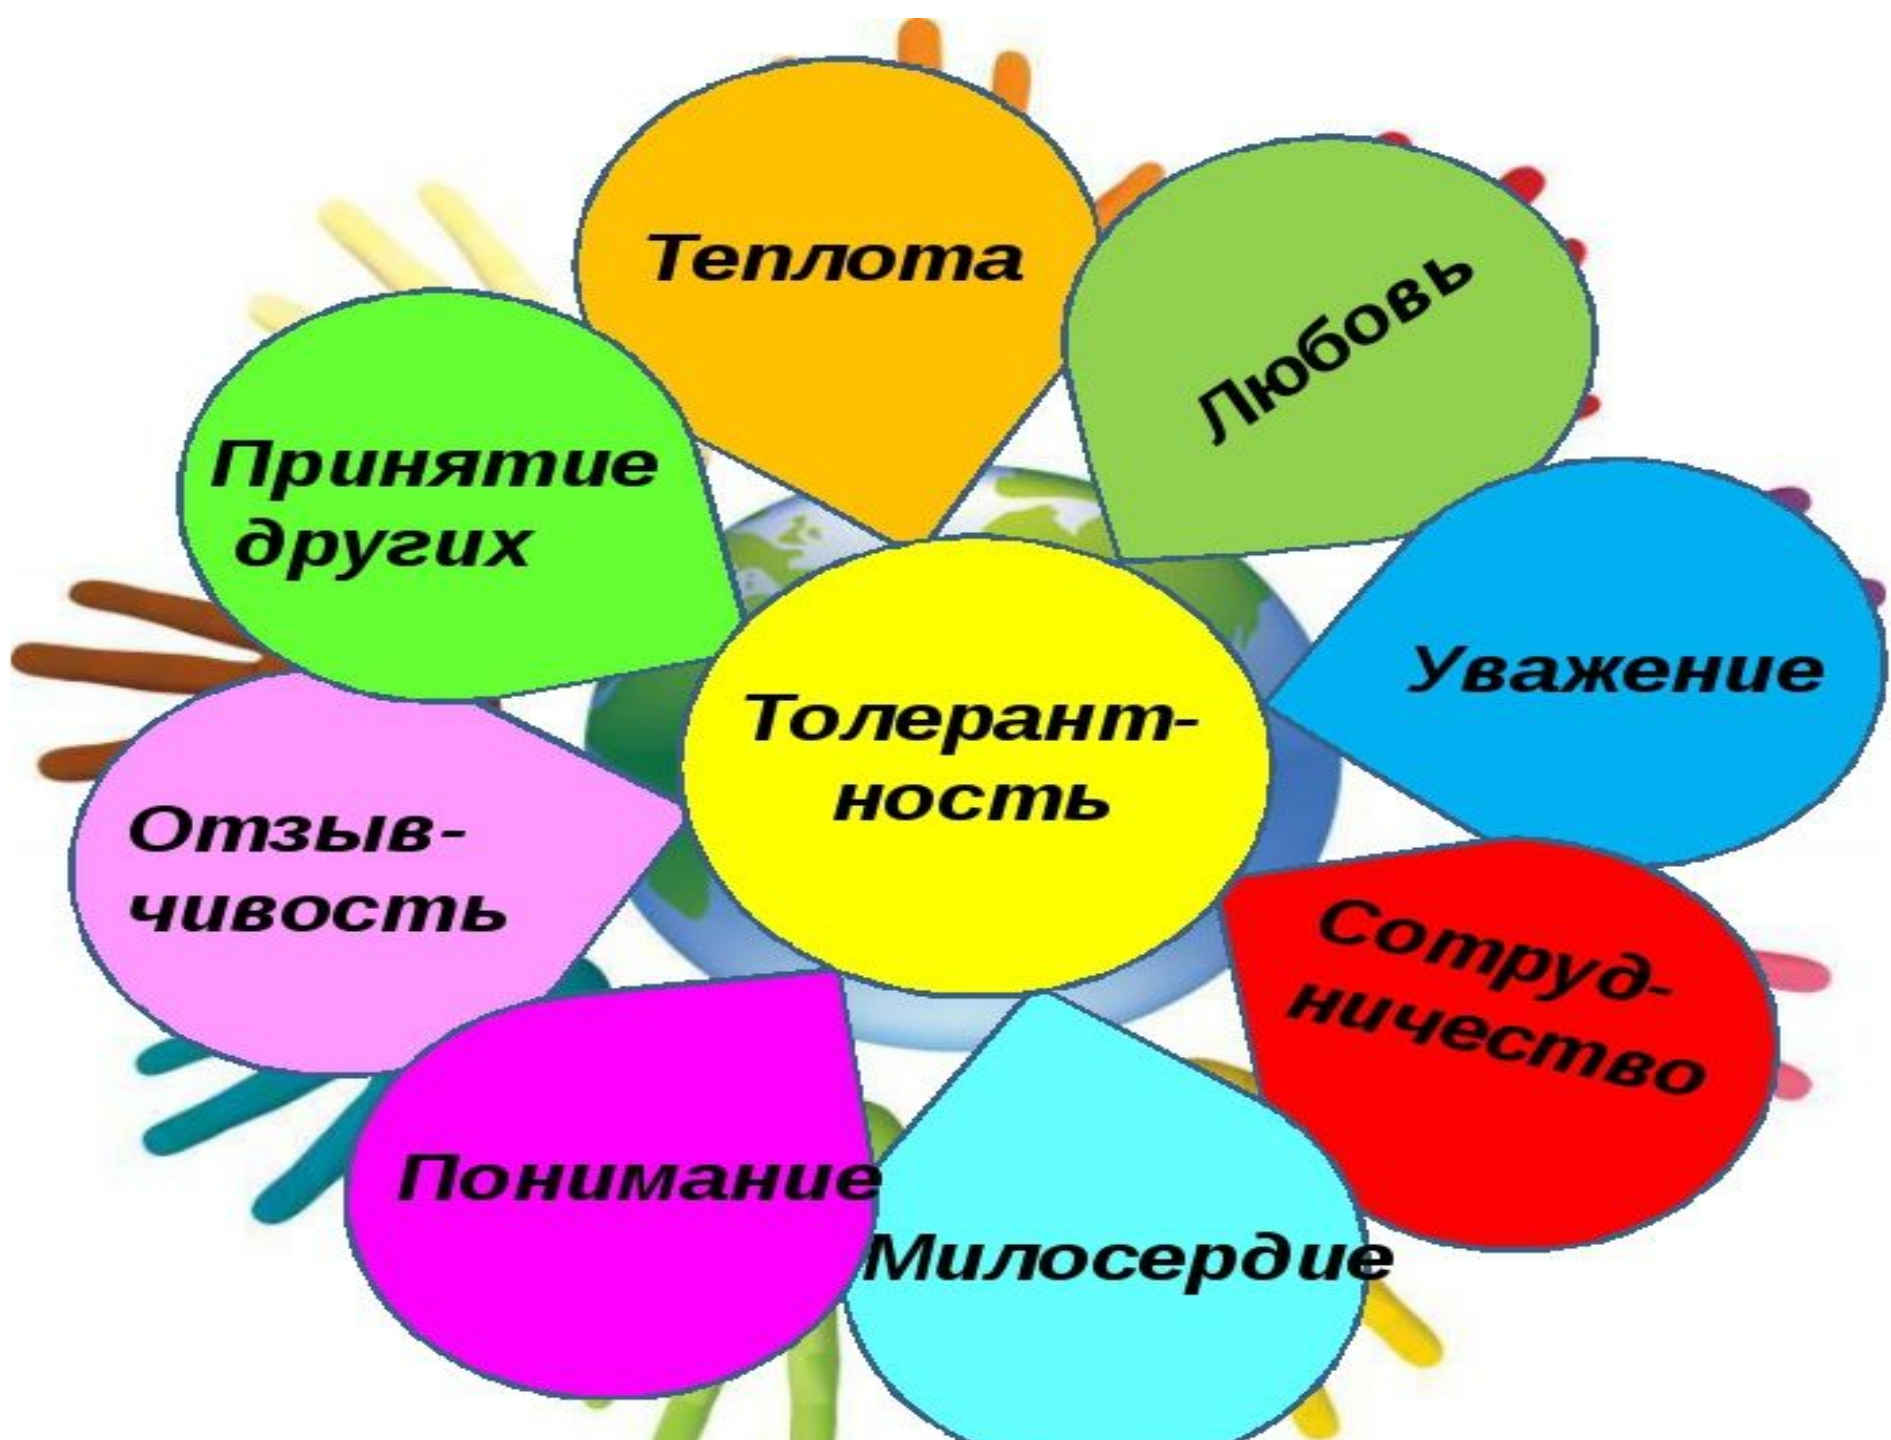 Теплота
Любовь
Принятие
других
Уважение
Толерант-
ность
Отзыв-
чивость
Сотруд-
ничество
Понимание
Милосердие